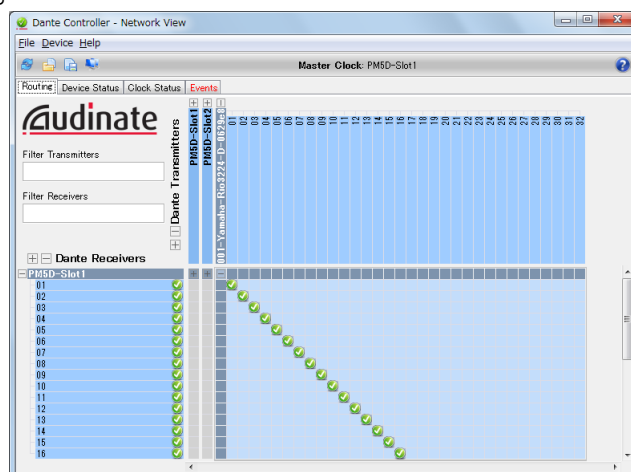 Dante Controller - Network View
File Device Help
Master Clock: PM5D-Slot1
Routing Device Status Clock Status Events
Audinate
Filter Transmitters
Filter Receivers
Dante Transmitters
PM5D-Slot1
PM5D-Slot2
001-Yamaha-Rio3224-D-0629e8
01 02 03 04 05 06 07 08 09 10 11 12 13 14 15 16 17 18 19 20 21 22 23 24 25 26 27 28 29 30 31 32
Dante Receivers
PM5D-Slot1
01
02
03
04
05
06
07
08
09
10
11
12
13
14
15
16